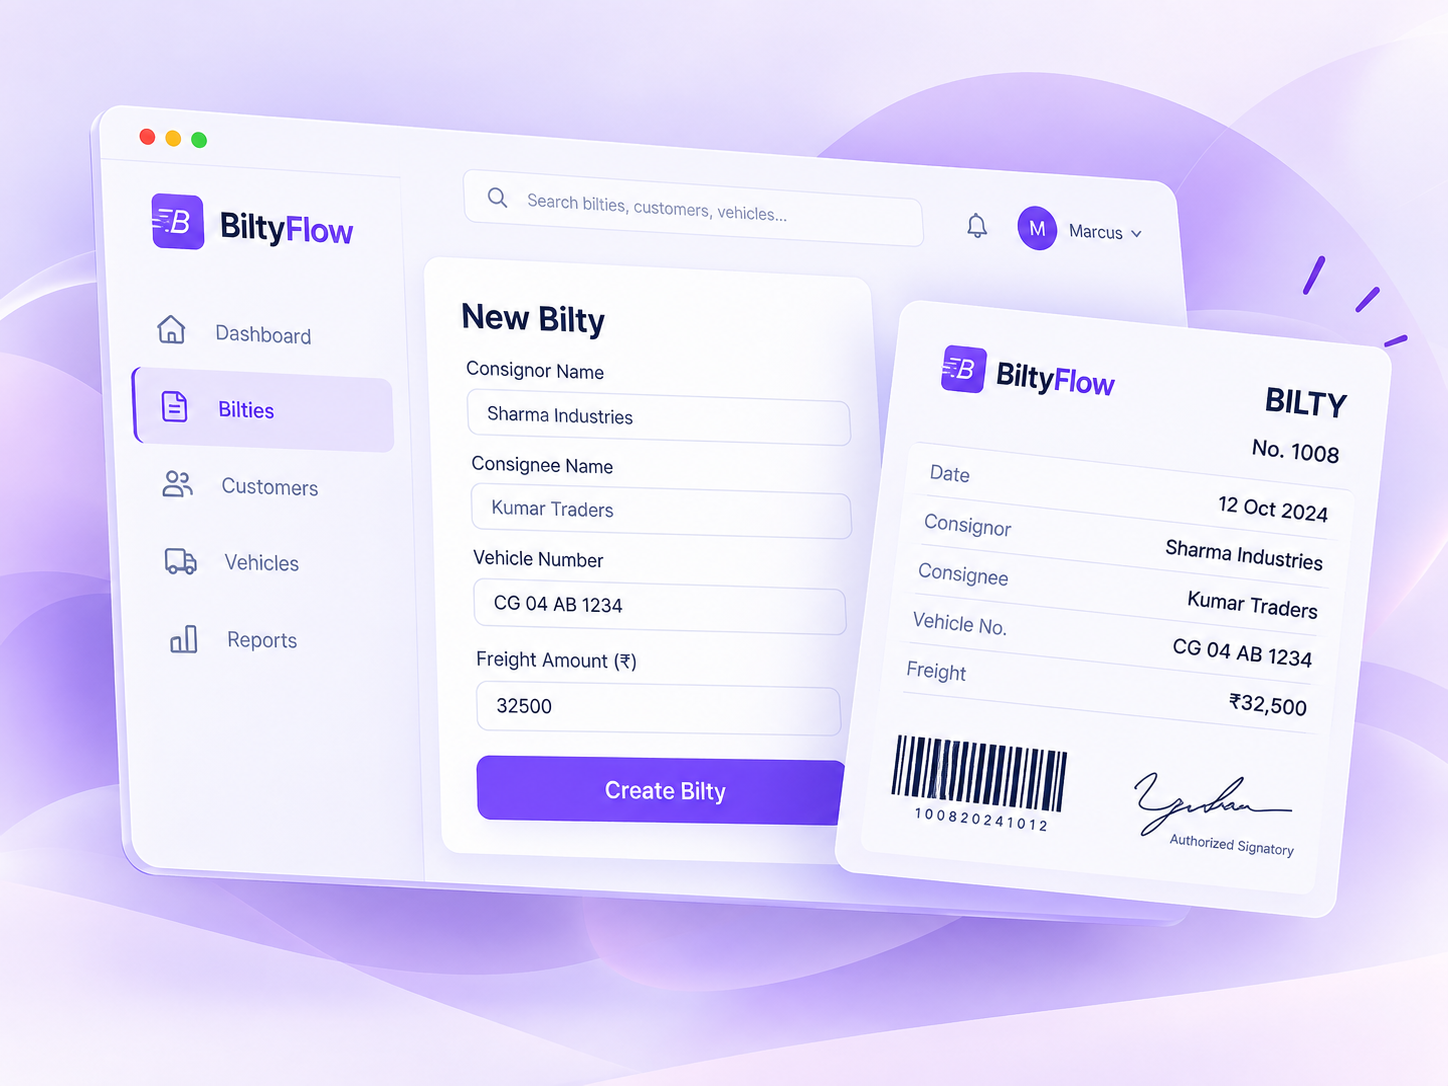 BiltyFlow
Search bilties, customers, vehicles...
M Marcus
Dashboard
Bilties
Customers
Vehicles
Reports
New Bilty
Consignor Name
Sharma Industries
Consignee Name
Kumar Traders
Vehicle Number
CG 04 AB 1234
Freight Amount (₹)
32500
Create Bilty
B BiltyFlow
BILTY
No. 1008
Date 12 Oct 2024
Consignor Sharma Industries
Consignee Kumar Traders
Vehicle No. CG 04 AB 1234
Freight ₹32,500
100820241012
Authorized Signatory